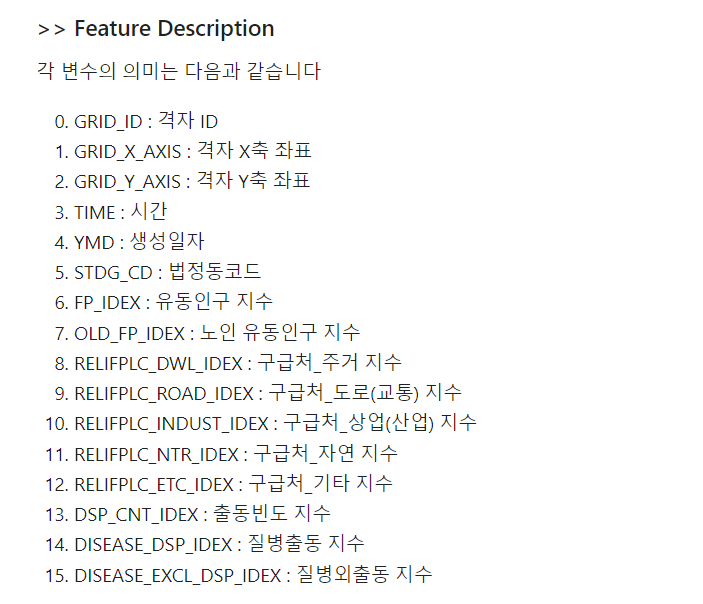 >> Feature Description
각 변수의 의미는 다음과 같습니다
0. GRID_ID : 격자 ID
1. GRID_X_AXIS : 격자 X축 좌표
2. GRID_Y_AXIS : 격자 Y축 좌표
3. TIME : 시간
4. YMD : 생성일자
5. STDG_CD : 법정동코드
6. FP_IDEX : 유동인구 지수
7. OLD_FP_IDEX : 노인 유동인구 지수
8. RELIFPLC_DWL_IDEX : 구급처_주거 지수
9. RELIFPLC_ROAD_IDEX : 구급처_도로(교통) 지수
10. RELIFPLC_INDUST_IDEX : 구급처_상업(산업) 지수
11. RELIFPLC_NTR_IDEX : 구급처_자연 지수
12. RELIFPLC_ETC_IDEX : 구급처_기타 지수
13. DSP_CNT_IDEX : 출동빈도 지수
14. DISEASE_DSP_IDEX : 질병출동 지수
15. DISEASE_EXCL_DSP_IDEX : 질병외출동 지수